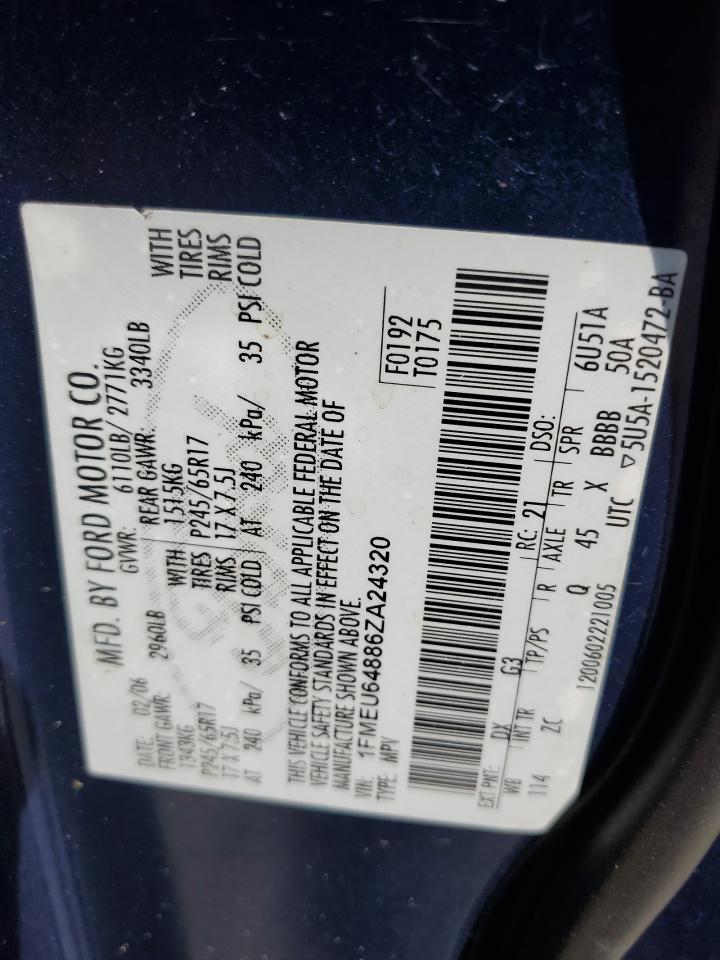 MFD. BY FORD MOTOR CO.
DATE: 02/06 GVWR: 6110LB/2771KG
FRONT GAWR: 2960LB REAR GAWR: 3340LB
1343KG WITH 1515KG WITH
P245/65R17 TIRES P245/65R17 TIRES
17 X 7.5J RIMS 17 X 7.5J RIMS
AT 240 kPa/ 35 PSI COLD AT 240 kPa/ 35 PSI COLD
THIS VEHICLE CONFORMS TO ALL APPLICABLE FEDERAL MOTOR
VEHICLE SAFETY STANDARDS IN EFFECT ON THE DATE OF
MANUFACTURE SHOWN ABOVE.
VIN: 1FMEU64886ZA24320
TYPE: MPV
F0192
T0175
EXT PNT: DX G3 RC: 21 DSO:
WB INT TR TP/PS R AXLE TR SPR 6U51A
114 ZC Q 45 X BBBB 50A
1200602221005 UTC ▽5U5A-1520472-BA